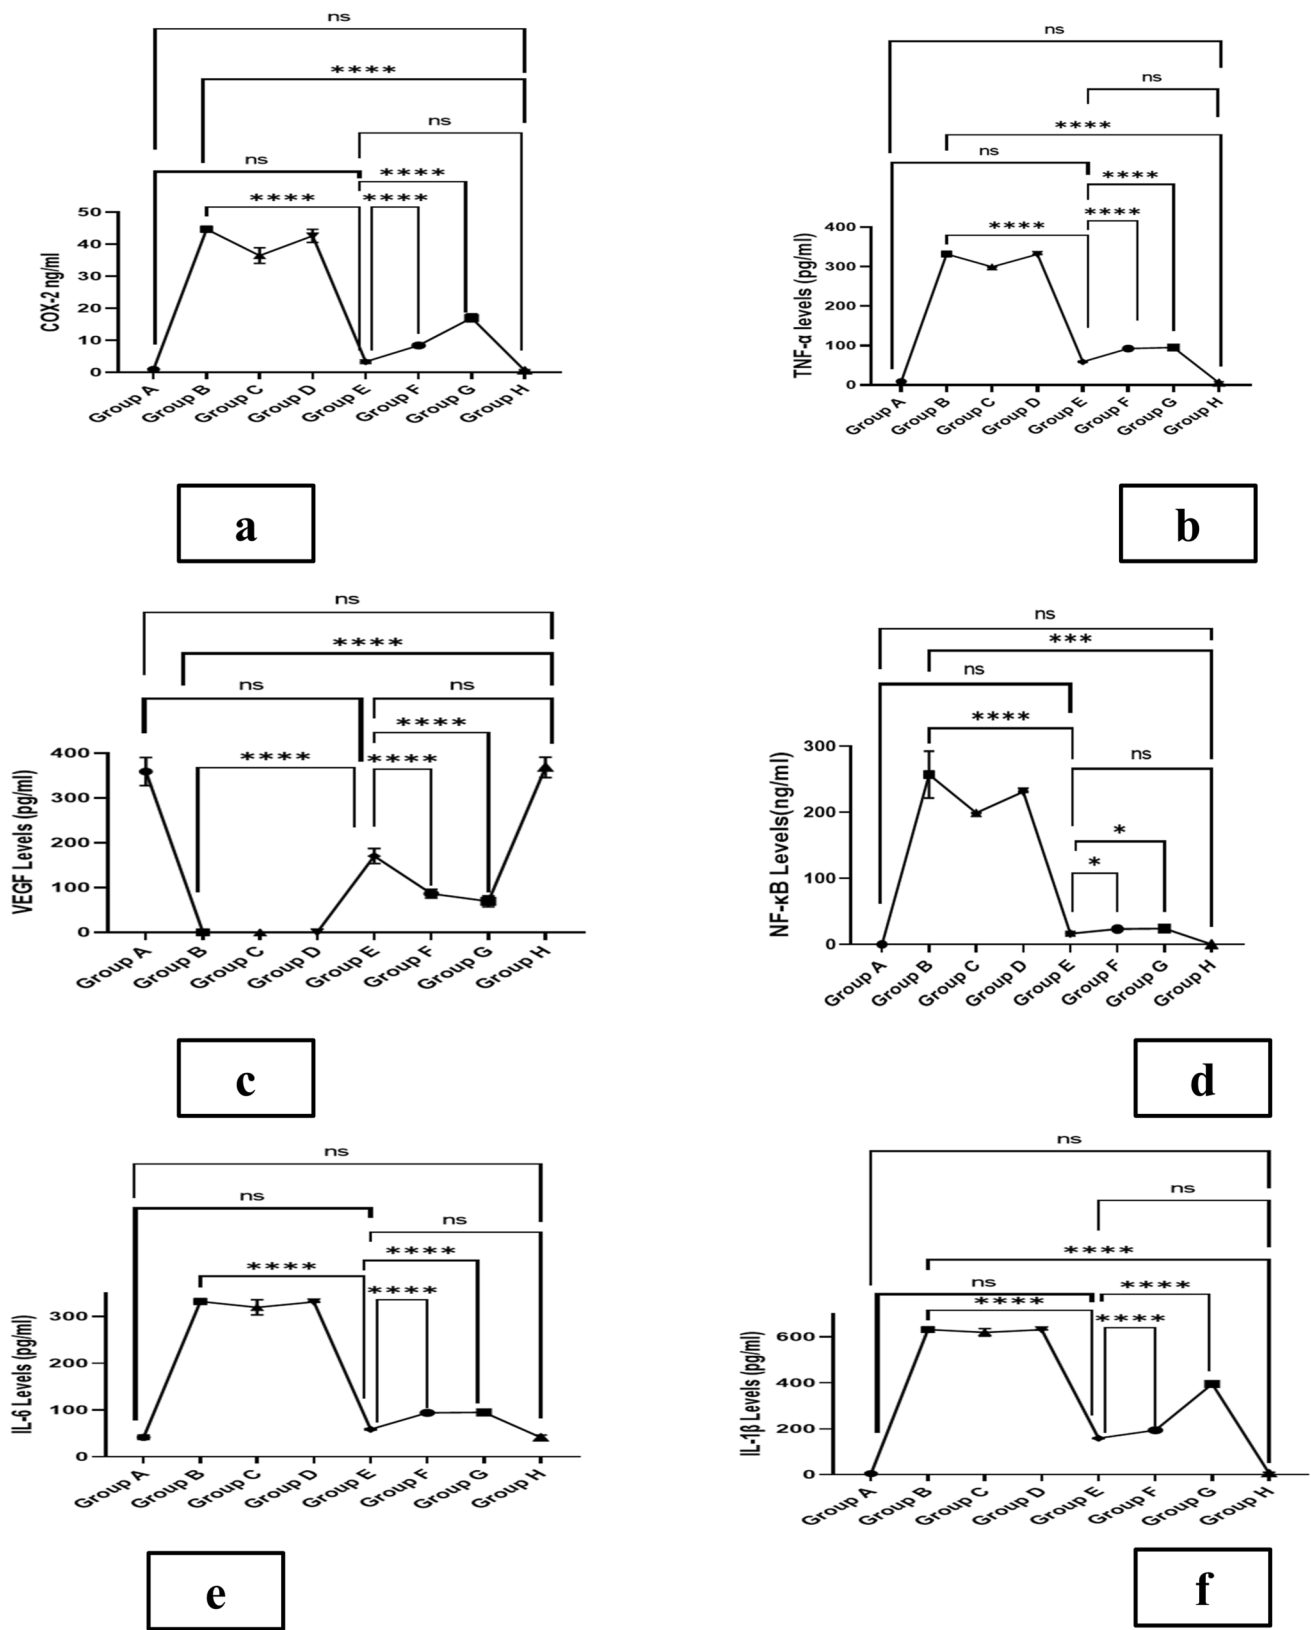 ns
****
ns
ns
****
****
****
50
40
30
20
10
0
COX-2 ng/ml
Group A
Group B
Group C
Group D
Group E
Group F
Group G
Group H
a
ns
ns
****
ns
****
****
****
400
300
200
100
0
TNF-α levels (pg/ml)
Group A
Group B
Group C
Group D
Group E
Group F
Group G
Group H
b
ns
****
ns
ns
****
****
****
400
300
200
100
0
VEGF Levels (pg/ml)
Group A
Group B
Group C
Group D
Group E
Group F
Group G
Group H
c
ns
***
ns
****
ns
*
*
300
200
100
0
NF-κB Levels(ng/ml)
Group A
Group B
Group C
Group D
Group E
Group F
Group G
Group H
d
ns
ns
ns
****
****
****
300
200
100
0
IL-6 Levels (pg/ml)
Group A
Group B
Group C
Group D
Group E
Group F
Group G
Group H
e
ns
ns
****
ns
****
****
****
600
400
200
0
IL-1β Levels (pg/ml)
Group A
Group B
Group C
Group D
Group E
Group F
Group G
Group H
f